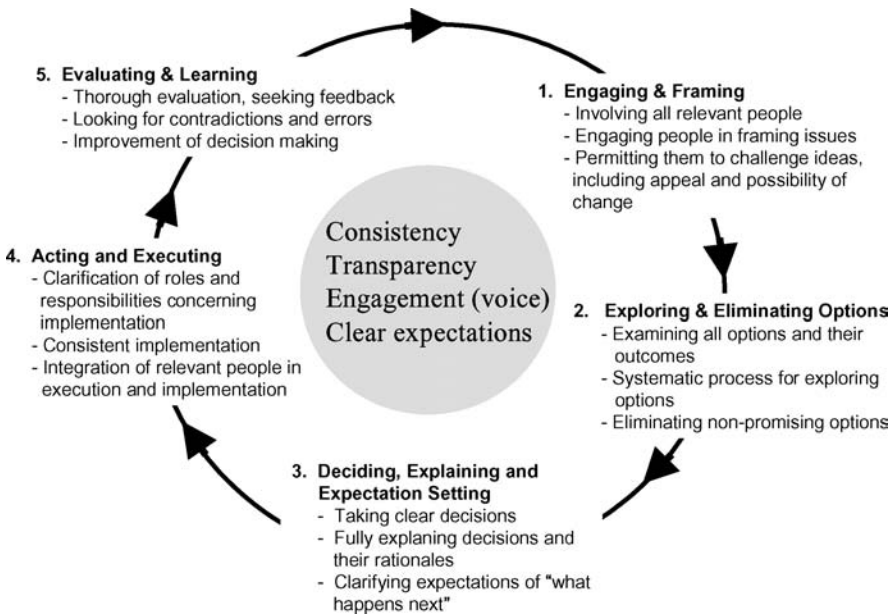 5. Evaluating & Learning
- Thorough evaluation, seeking feedback
- Looking for contradictions and errors
- Improvement of decision making
1. Engaging & Framing
- Involving all relevant people
- Engaging people in framing issues
- Permitting them to challenge ideas,
including appeal and possibility of
change
Consistency
Transparency
Engagement (voice)
Clear expectations
4. Acting and Executing
- Clarification of roles and
responsibilities concerning
implementation
- Consistent implementation
- Integration of relevant people in
execution and implementation
2. Exploring & Eliminating Options
- Examining all options and their
outcomes
- Systematic process for exploring
options
- Eliminating non-promising options
3. Deciding, Explaining and
Expectation Setting
- Taking clear decisions
- Fully explaning decisions and
their rationales
- Clarifying expectations of "what
happens next"